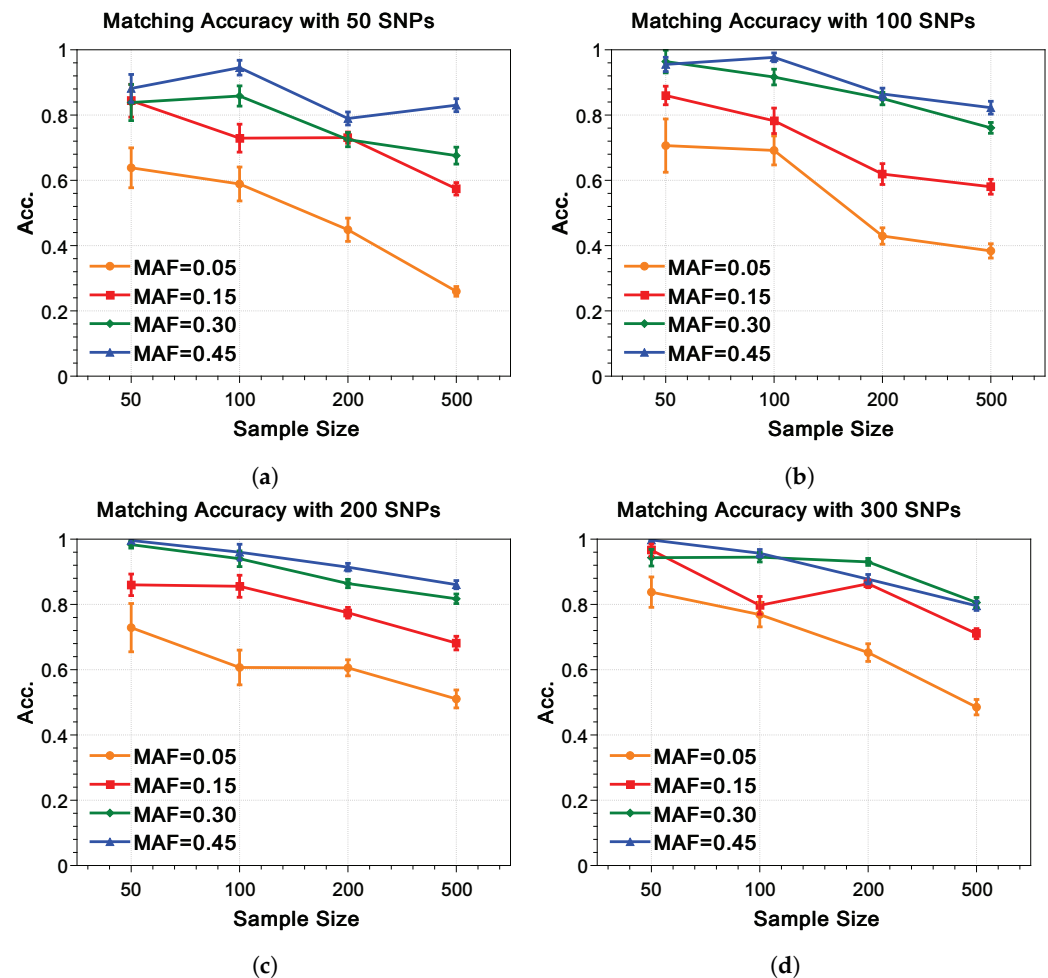 Matching Accuracy with 50 SNPs
1
0.8
0.6
0.4
0.2
0
Acc.
MAF=0.05
MAF=0.15
MAF=0.30
MAF=0.45
50 100 200 500
Sample Size
(a)
Matching Accuracy with 100 SNPs
1
0.8
0.6
0.4
0.2
0
Acc.
MAF=0.05
MAF=0.15
MAF=0.30
MAF=0.45
50 100 200 500
Sample Size
(b)
Matching Accuracy with 200 SNPs
1
0.8
0.6
0.4
0.2
0
Acc.
MAF=0.05
MAF=0.15
MAF=0.30
MAF=0.45
50 100 200 500
Sample Size
(c)
Matching Accuracy with 300 SNPs
1
0.8
0.6
0.4
0.2
0
Acc.
MAF=0.05
MAF=0.15
MAF=0.30
MAF=0.45
50 100 200 500
Sample Size
(d)